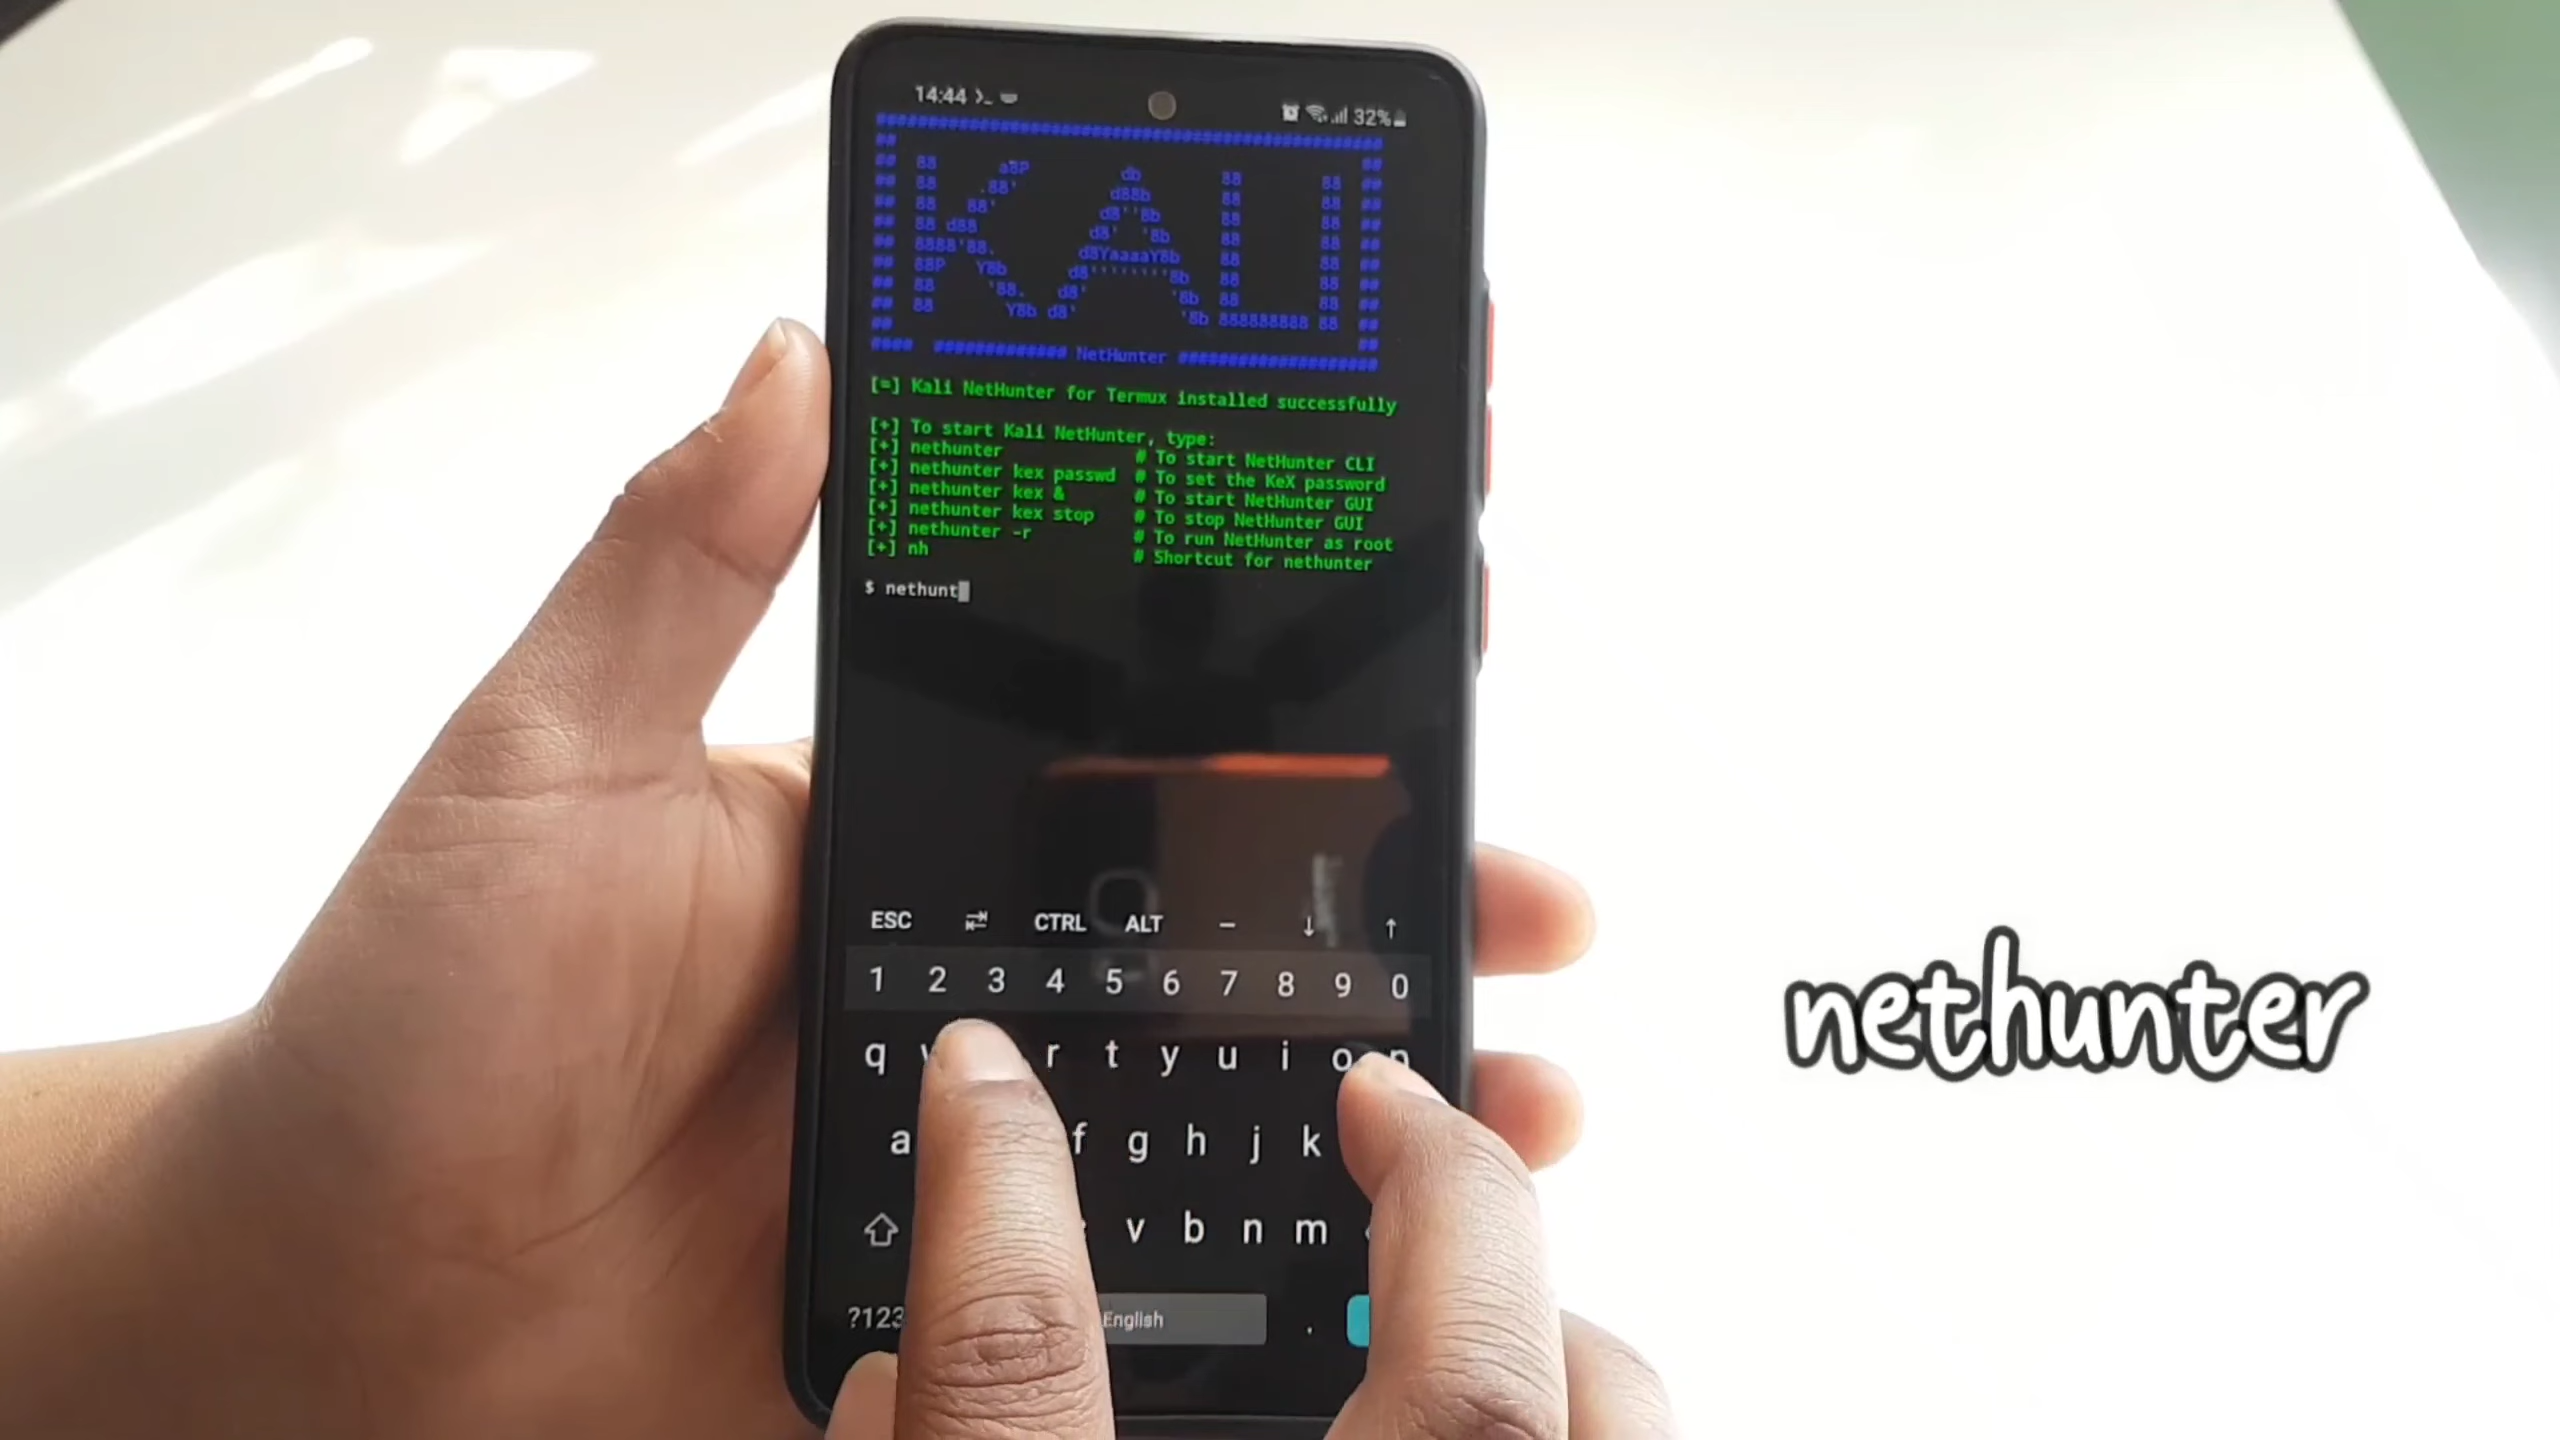 14:44
32%
NetHunter
[=] Kali NetHunter for Termux installed successfully
[+] To start Kali NetHunter, type:
[+] nethunter # To start NetHunter CLI
[+] nethunter kex passwd # To set the KeX password
[+] nethunter kex & # To start NetHunter GUI
[+] nethunter kex stop # To stop NetHunter GUI
[+] nethunter -r # To run NetHunter as root
[+] nh # Shortcut for nethunter
$ nethunt
ESC CTRL ALT – ↓ ↑
1 2 3 4 5 6 7 8 9 0
q w r t y u i o p
a f g h j k
v b n m
?123 English .
nethunter